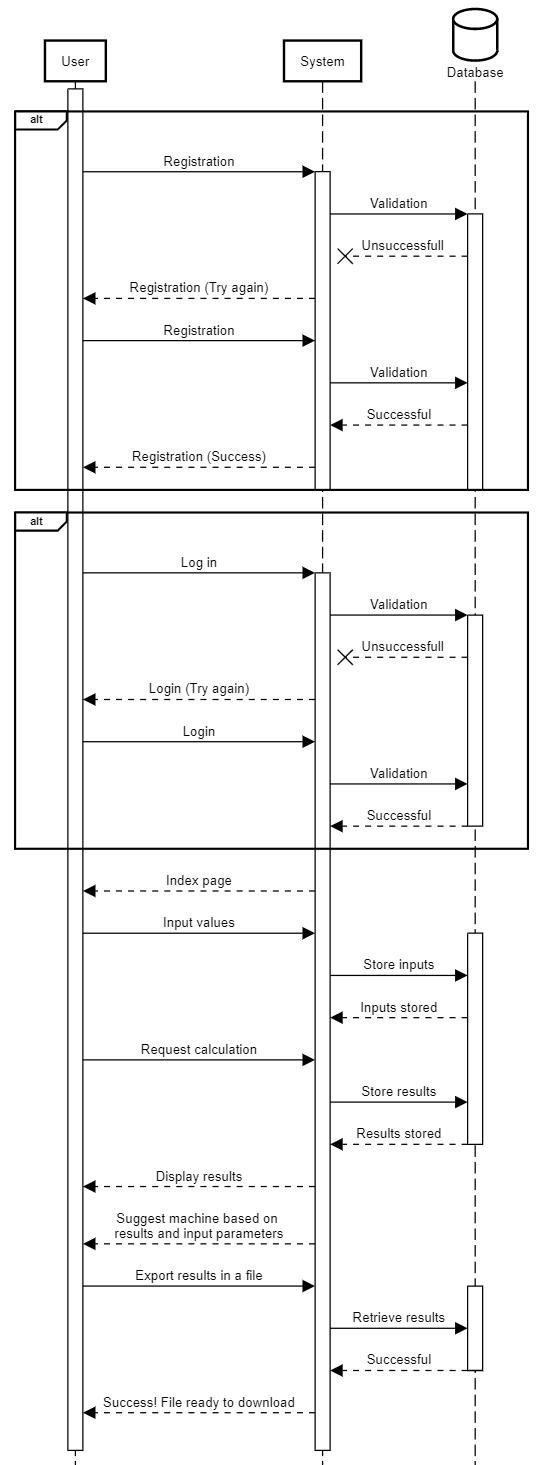 User
System
Database
alt
Registration
Validation
Unsuccessfull
Registration (Try again)
Registration
Validation
Successful
Registration (Success)
alt
Log in
Validation
Unsuccessfull
Login (Try again)
Login
Validation
Successful
Index page
Input values
Store inputs
Inputs stored
Request calculation
Store results
Results stored
Display results
Suggest machine based on
results and input parameters
Export results in a file
Retrieve results
Successful
Success! File ready to download